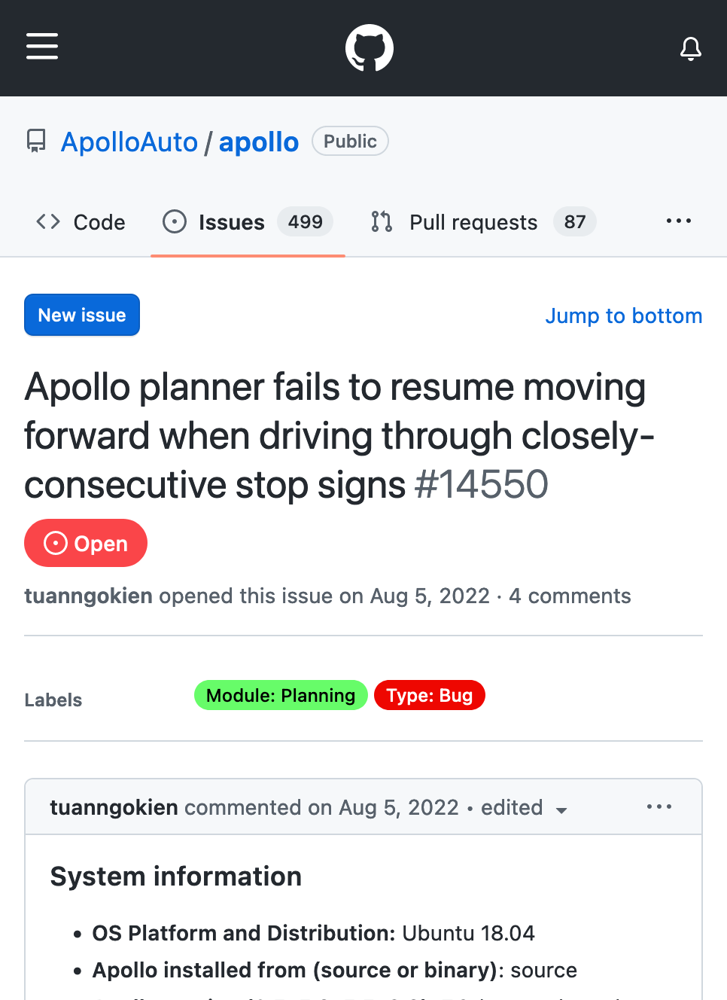 ApolloAuto / apollo Public
Code Issues 499 Pull requests 87 ...
New issue Jump to bottom
Apollo planner fails to resume moving
forward when driving through closely-
consecutive stop signs #14550
Open
tuanngokien opened this issue on Aug 5, 2022 · 4 comments
Labels Module: Planning Type: Bug
tuanngokien commented on Aug 5, 2022 • edited ...
System information
• OS Platform and Distribution: Ubuntu 18.04
• Apollo installed from (source or binary): source